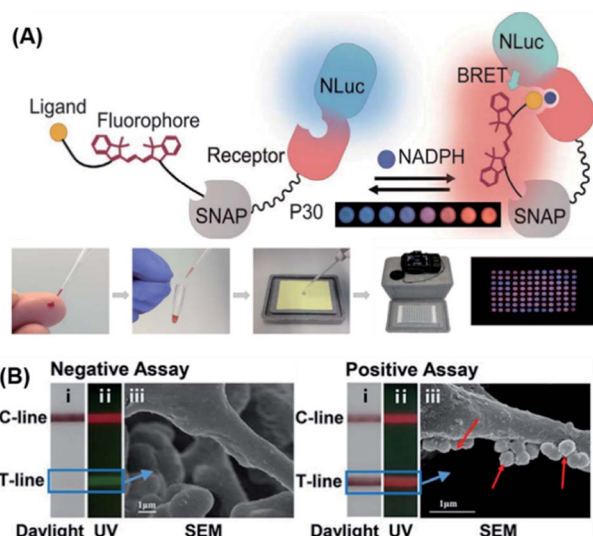 (A)
NLuc
NLuc
BRET
Ligand
Fluorophore
Receptor
NADPH
SNAP
P30
SNAP
(B)
Negative Assay
Positive Assay
i ii iii
i ii iii
C-line
C-line
T-line
T-line
1μm
1μm
Daylight UV SEM
Daylight UV SEM